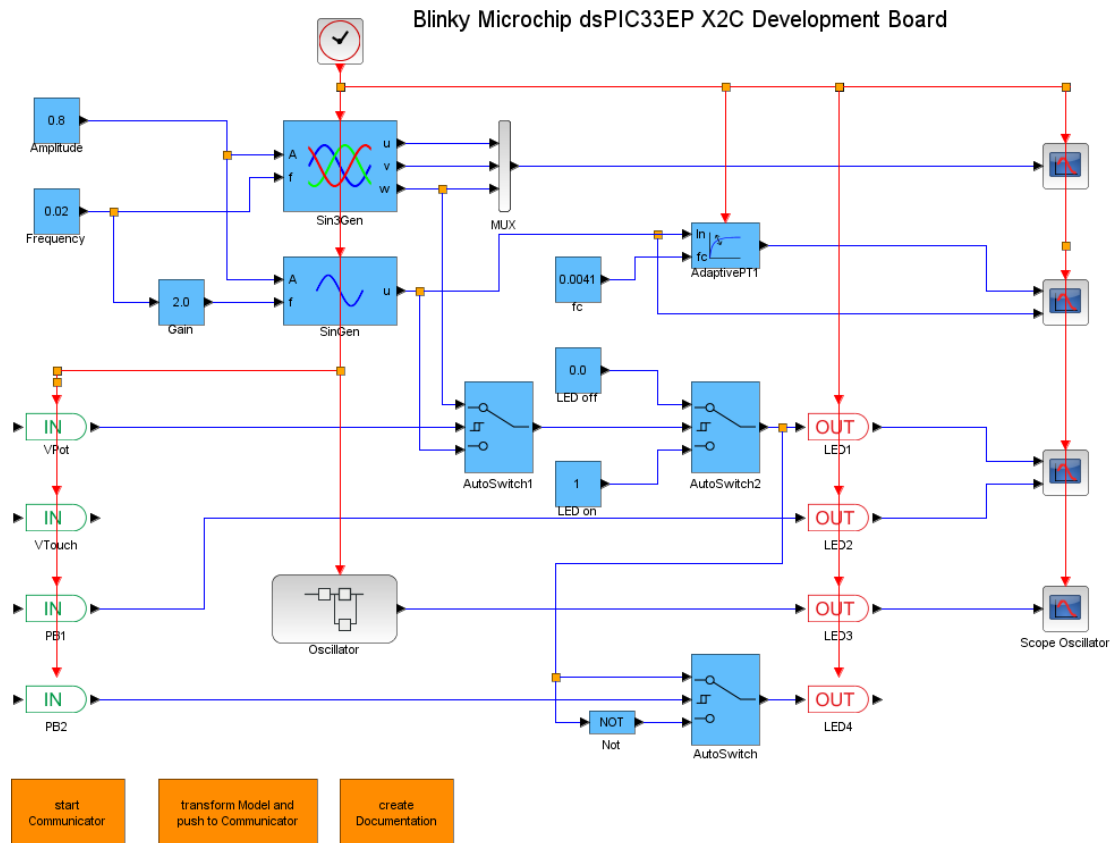 Blinky Microchip dsPIC33EP X2C Development Board
0.8
Amplitude
A
f
u
v
w
Sin3Gen
MUX
0.02
Frequency
In
fc
AdaptivePT1
0.0041
fc
2.0
Gain
A
f
u
SinGen
0.0
LED off
IN
VPot
AutoSwitch1
1
LED on
AutoSwitch2
OUT
LED1
IN
VTouch
OUT
LED2
IN
PB1
Oscillator
OUT
LED3
Scope Oscillator
IN
PB2
NOT
Not
AutoSwitch
OUT
LED4
start
Communicator
transform Model and
push to Communicator
create
Documentation